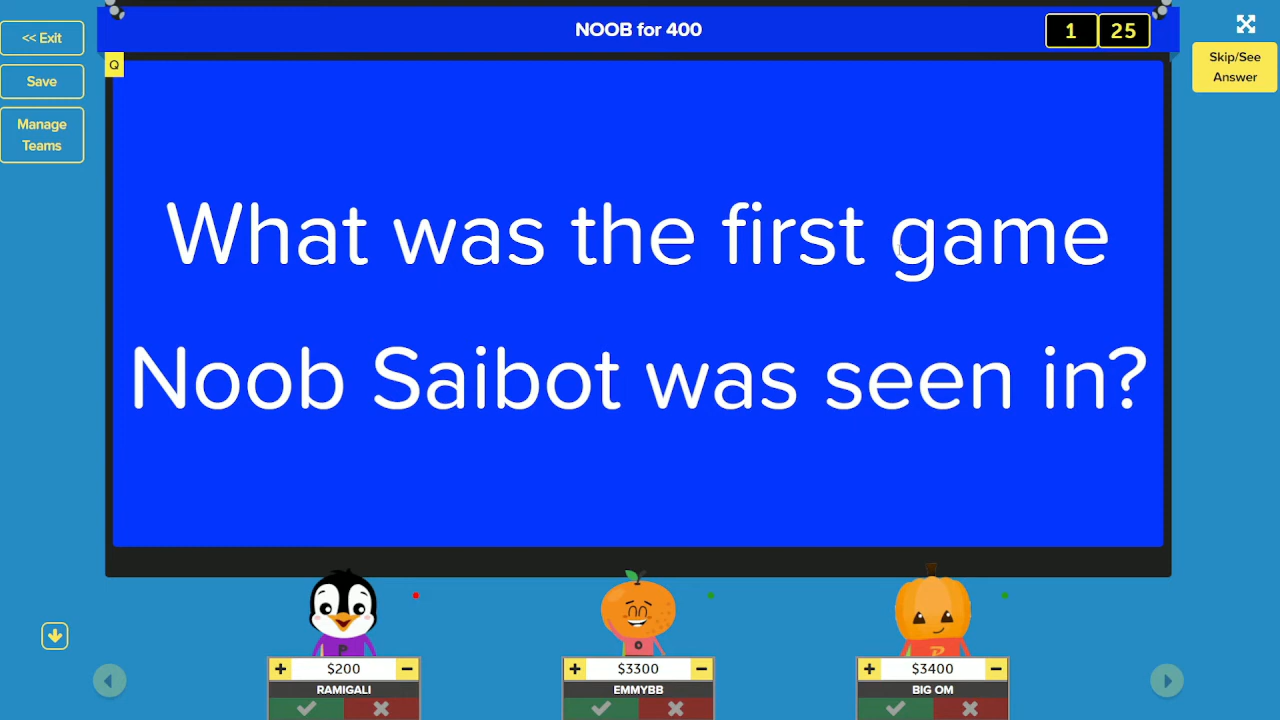 << Exit
NOOB for 400
1 25
Skip/See
Answer
Save
Q
Manage
Teams
What was the first game
Noob Saibot was seen in?
P
O
P
+ $200 −
+ $3300 −
+ $3400 −
RAMIGALI
EMMYBB
BIG OM